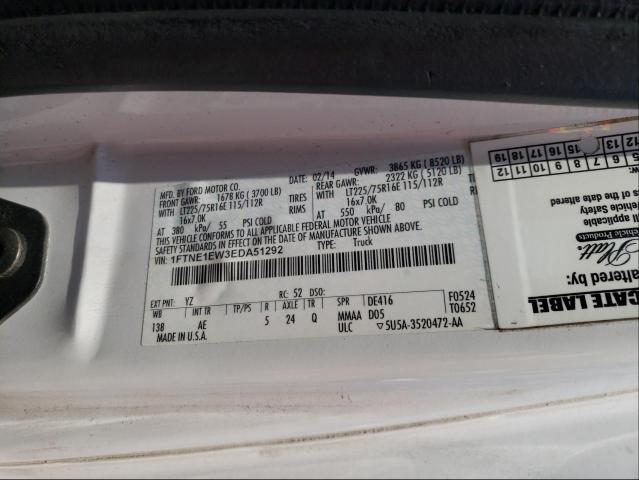 MFD. BY FORD MOTOR CO.
DATE: 02/14 GVWR: 3865 KG ( 8520 LB)
FRONT GAWR: 1678 KG ( 3700 LB) REAR GAWR: 2322 KG ( 5120 LB)
WITH LT225/75R16E 115/112R TIRES WITH LT225/75R16E 115/112R
16x7.0K RIMS 16x7.0K
AT 380 kPa/ 55 PSI COLD AT 550 kPa/ 80 PSI COLD
THIS VEHICLE CONFORMS TO ALL APPLICABLE FEDERAL MOTOR VEHICLE
SAFETY STANDARDS IN EFFECT ON THE DATE OF MANUFACTURE SHOWN ABOVE.
VIN: 1FTNE1EW3EDA51292 TYPE: Truck
EXT PNT: YZ RC: 52 DSO:
WB INT TR TP/PS R AXLE TR SPR DE416 F0524
138 AE 5 24 Q MMAA D05 T0652
MADE IN U.S.A. ULC 5U5A-3520472-AA
CATE LABEL
altered by:
Platt
Vehicle Products
Vehicle Safety
of the date altered
6 7 8 9 10 11 12
12 13 15 16 17 18 19